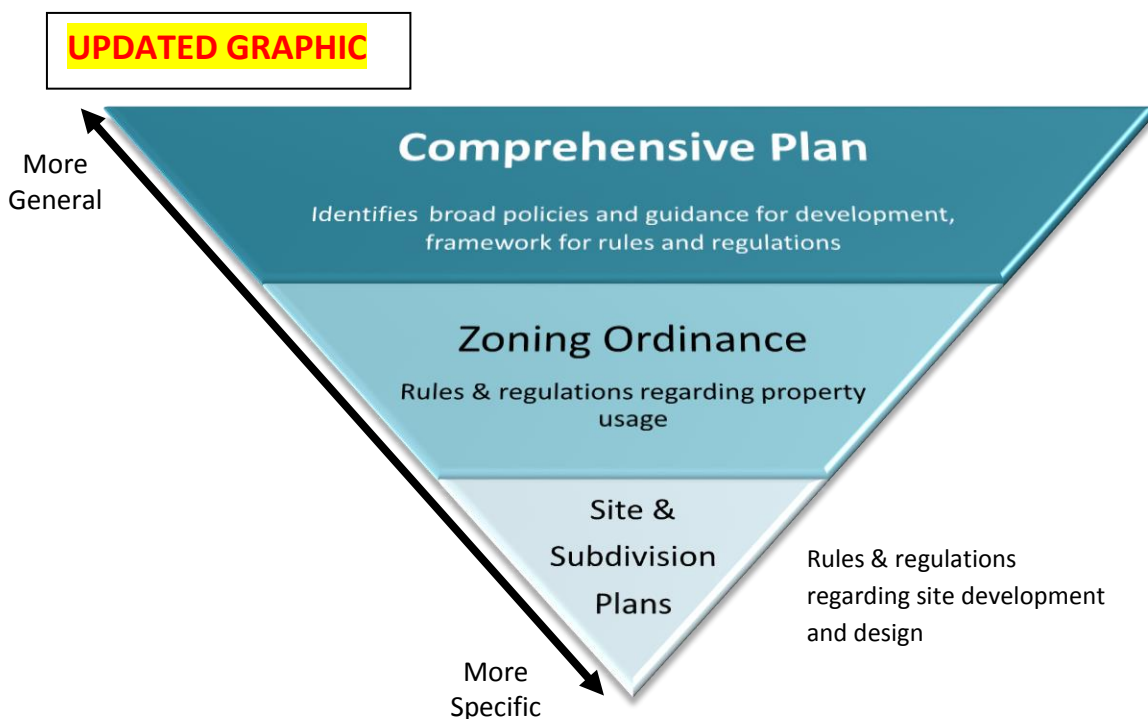 UPDATED GRAPHIC
More
General
Comprehensive Plan
Identifies broad policies and guidance for development,
framework for rules and regulations
Zoning Ordinance
Rules & regulations regarding property
usage
Site &
Subdivision
Plans
Rules & regulations
regarding site development
and design
More
Specific